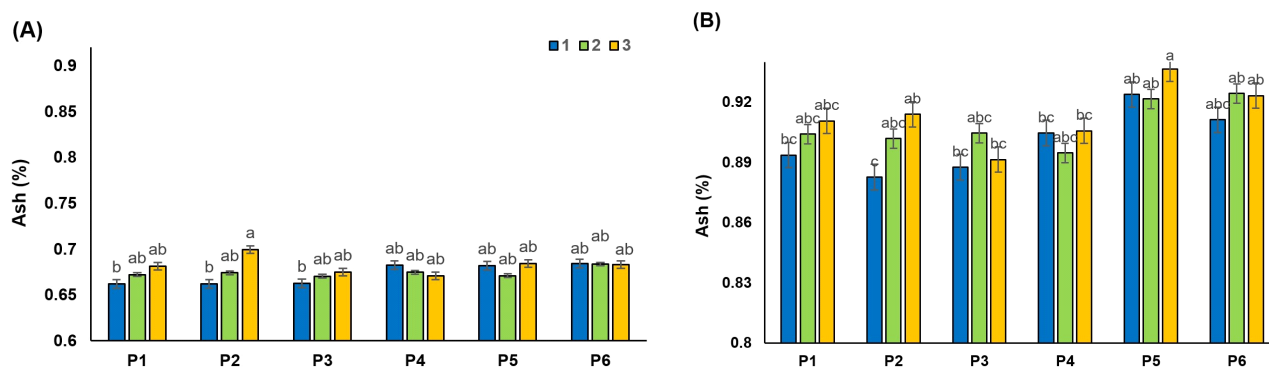 (A)
1 2 3
Ash (%)
0.9
0.85
0.8
0.75
0.7
0.65
0.6
b ab ab b ab a b ab ab ab ab ab ab ab ab ab ab ab
P1 P2 P3 P4 P5 P6
(B)
Ash (%)
0.92
0.89
0.86
0.83
0.8
bc abc abc c abc ab bc bc bc bc abc bc ab ab a abc ab ab
P1 P2 P3 P4 P5 P6